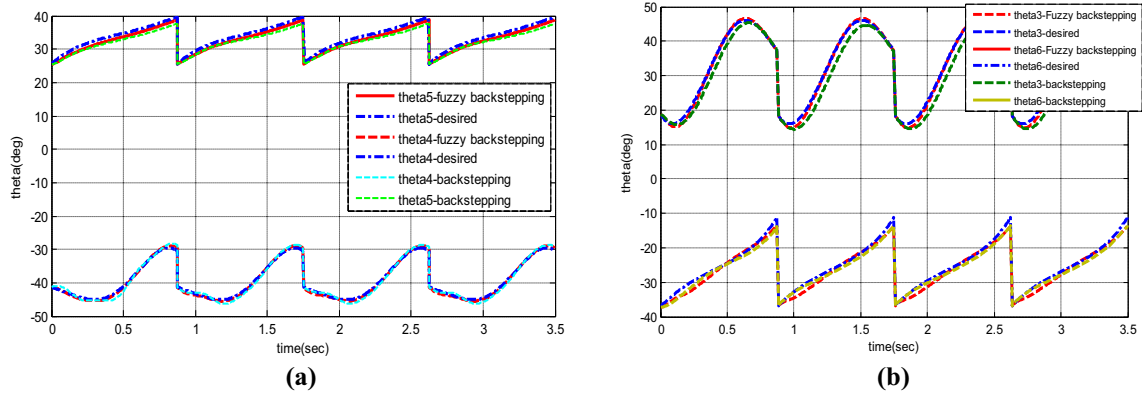 40
30
20
10
0
-10
-20
-30
-40
-50
theta(deg)
theta5-fuzzy backstepping
theta5-desired
theta4-fuzzy backstepping
theta4-desired
theta4-backstepping
theta5-backstepping
0 0.5 1 1.5 2 2.5 3 3.5
time(sec)
(a)
50
40
30
20
10
0
-10
-20
-30
-40
theta(deg)
theta3-Fuzzy backstepping
theta3-desired
theta6-Fuzzy backstepping
theta6-desired
theta3-backstepping
theta6-backstepping
0 0.5 1 1.5 2 2.5 3 3.5
time(sec)
(b)